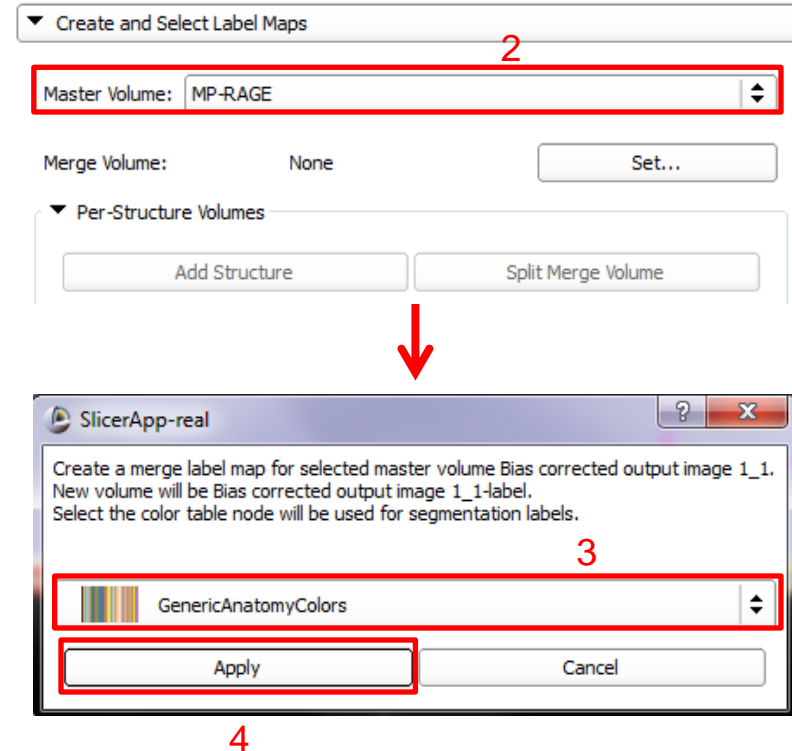 Create and Select Label Maps
2
Master Volume: MP-RAGE
Merge Volume: None Set...
Per-Structure Volumes
Add Structure Split Merge Volume
SlicerApp-real ? X
Create a merge label map for selected master volume Bias corrected output image 1_1.
New volume will be Bias corrected output image 1_1-label.
Select the color table node will be used for segmentation labels.
3
GenericAnatomyColors
Apply Cancel
4